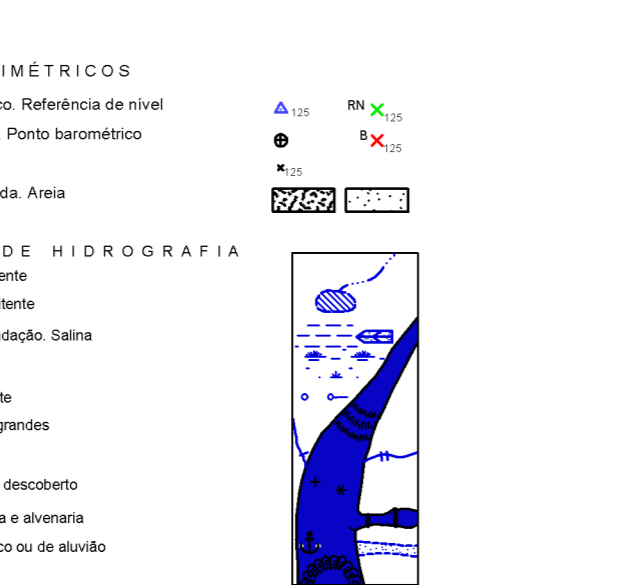 IMÉTRICOS
co. Referência de nível
125
RN
125
. Ponto barométrico
B
125
125
da. Areia
DE HIDROGRAFIA
ente
itente
dação. Salina
te
grandes
descoberto
a e alvenaria
co ou de aluvião